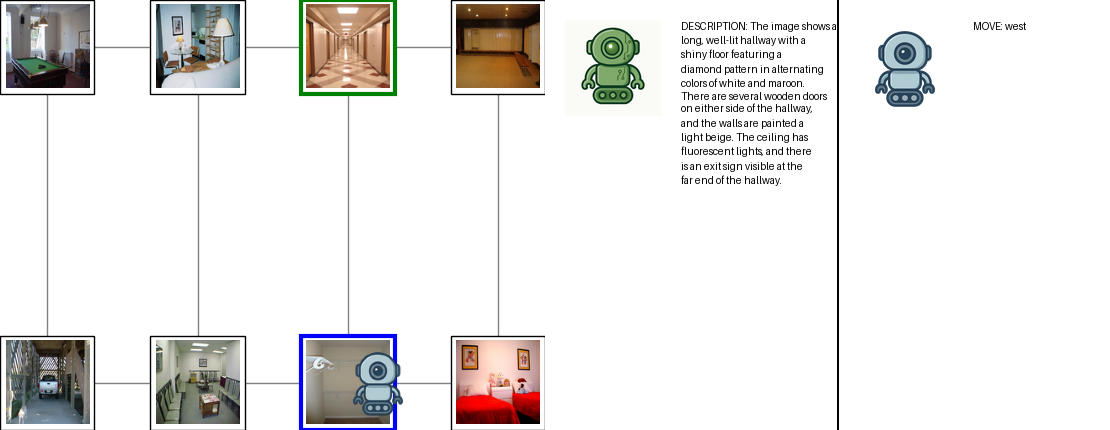 DESCRIPTION: The image shows a
long, well-lit hallway with a
shiny floor featuring a
diamond pattern in alternating
colors of white and maroon.
There are several wooden doors
on either side of the hallway,
and the walls are painted a
light beige. The ceiling has
fluorescent lights, and there
is an exit sign visible at the
far end of the hallway.
MOVE: west